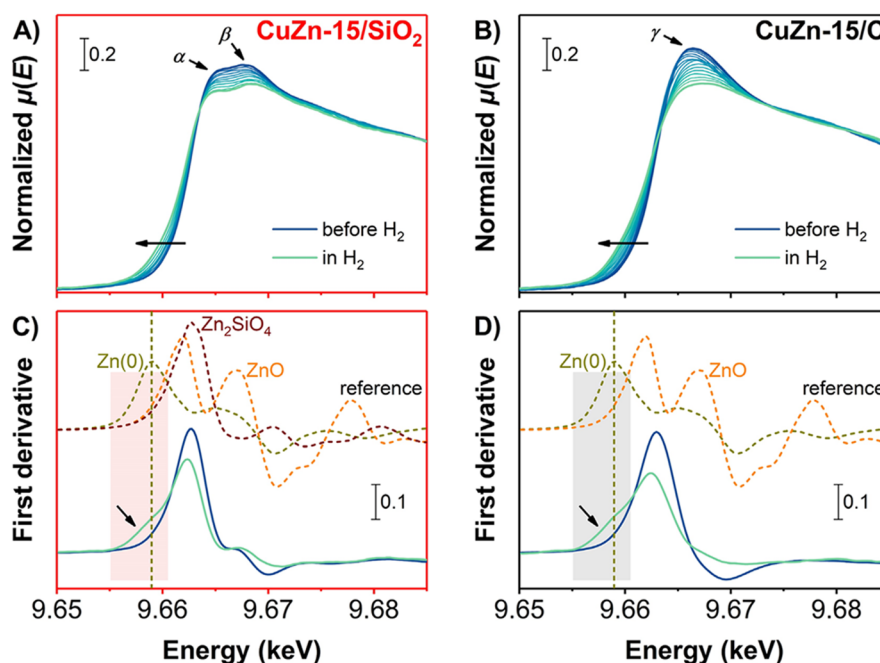 A)
CuZn-15/SiO₂
0.2
α
β
Normalized μ(E)
before H₂
in H₂
B)
CuZn-15/C
0.2
γ
Normalized μ(E)
before H₂
in H₂
C)
Zn₂SiO₄
Zn(0)
ZnO
reference
0.1
First derivative
9.65
9.66
9.67
9.68
Energy (keV)
D)
Zn(0)
ZnO
reference
0.1
First derivative
9.65
9.66
9.67
9.68
Energy (keV)